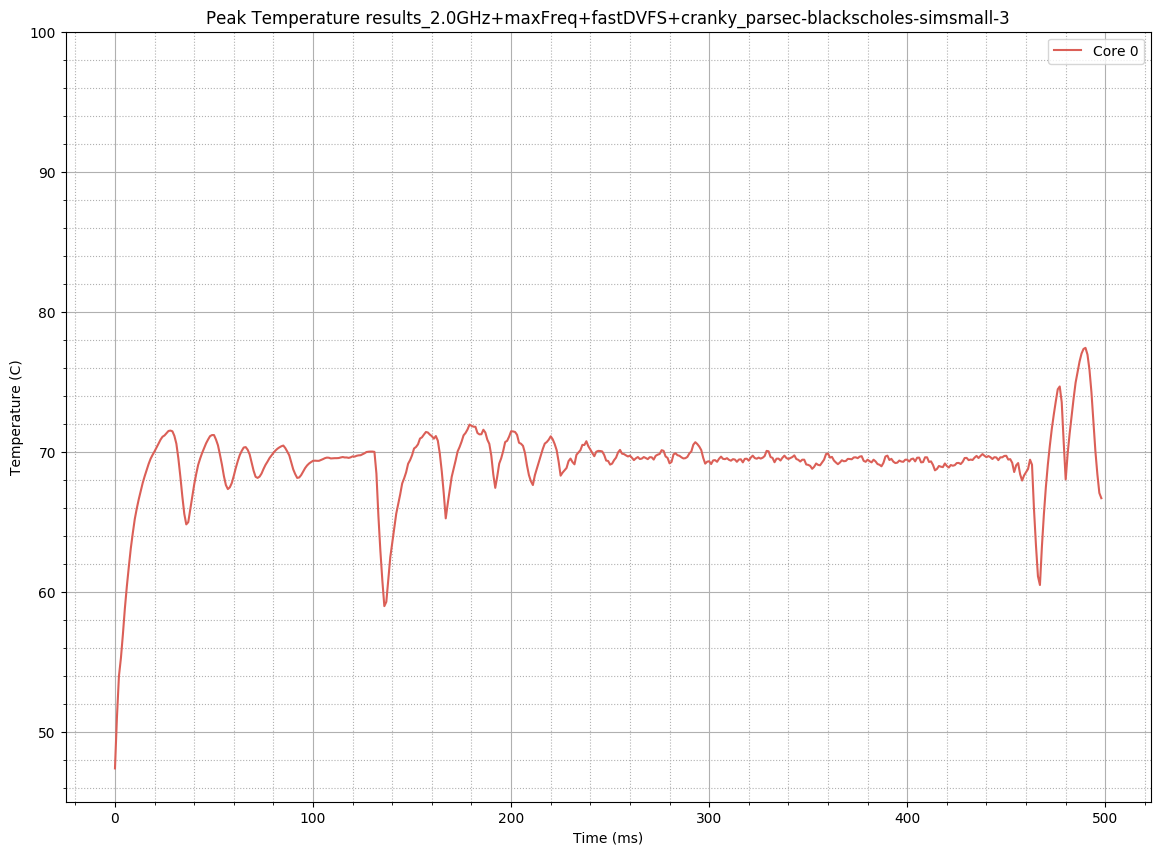 Peak Temperature results_2.0GHz+maxFreq+fastDVFS+cranky_parsec-blackscholes-simsmall-3
Core 0
100
90
80
70
60
50
Temperature (C)
0 100 200 300 400 500
Time (ms)